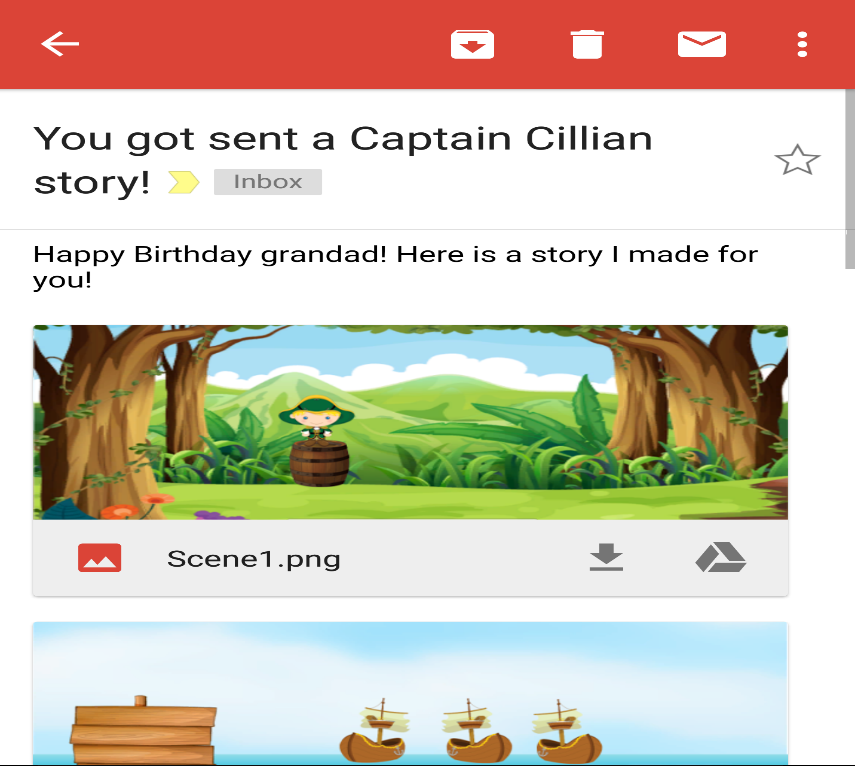 You got sent a Captain Cillian
story! Inbox
Happy Birthday grandad! Here is a story I made for
you!
Scene1.png